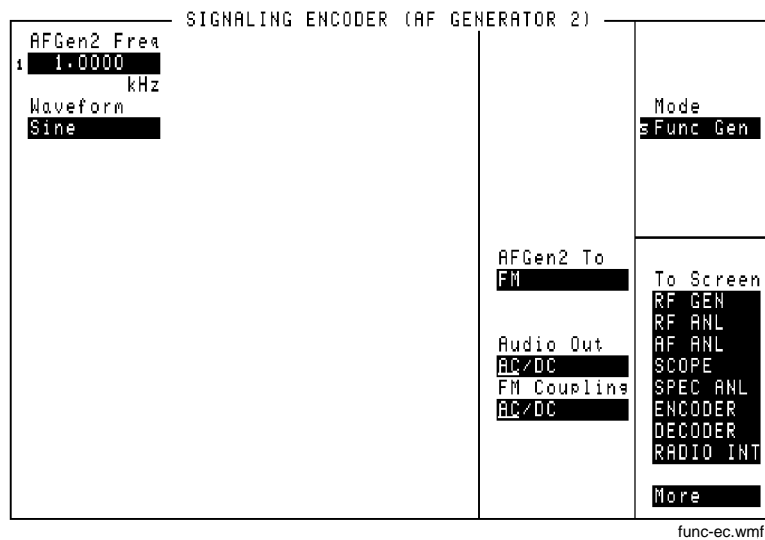 SIGNALING ENCODER (AF GENERATOR 2)
AFGen2 Freq
1 1.0000
kHz
Waveform
Sine
AFGen2 To
FM
Audio Out
AC/DC
FM Coupling
AC/DC
Mode
s Func Gen
To Screen
RF GEN
RF ANL
AF ANL
SCOPE
SPEC ANL
ENCODER
DECODER
RADIO INT
More
func-ec.wmf